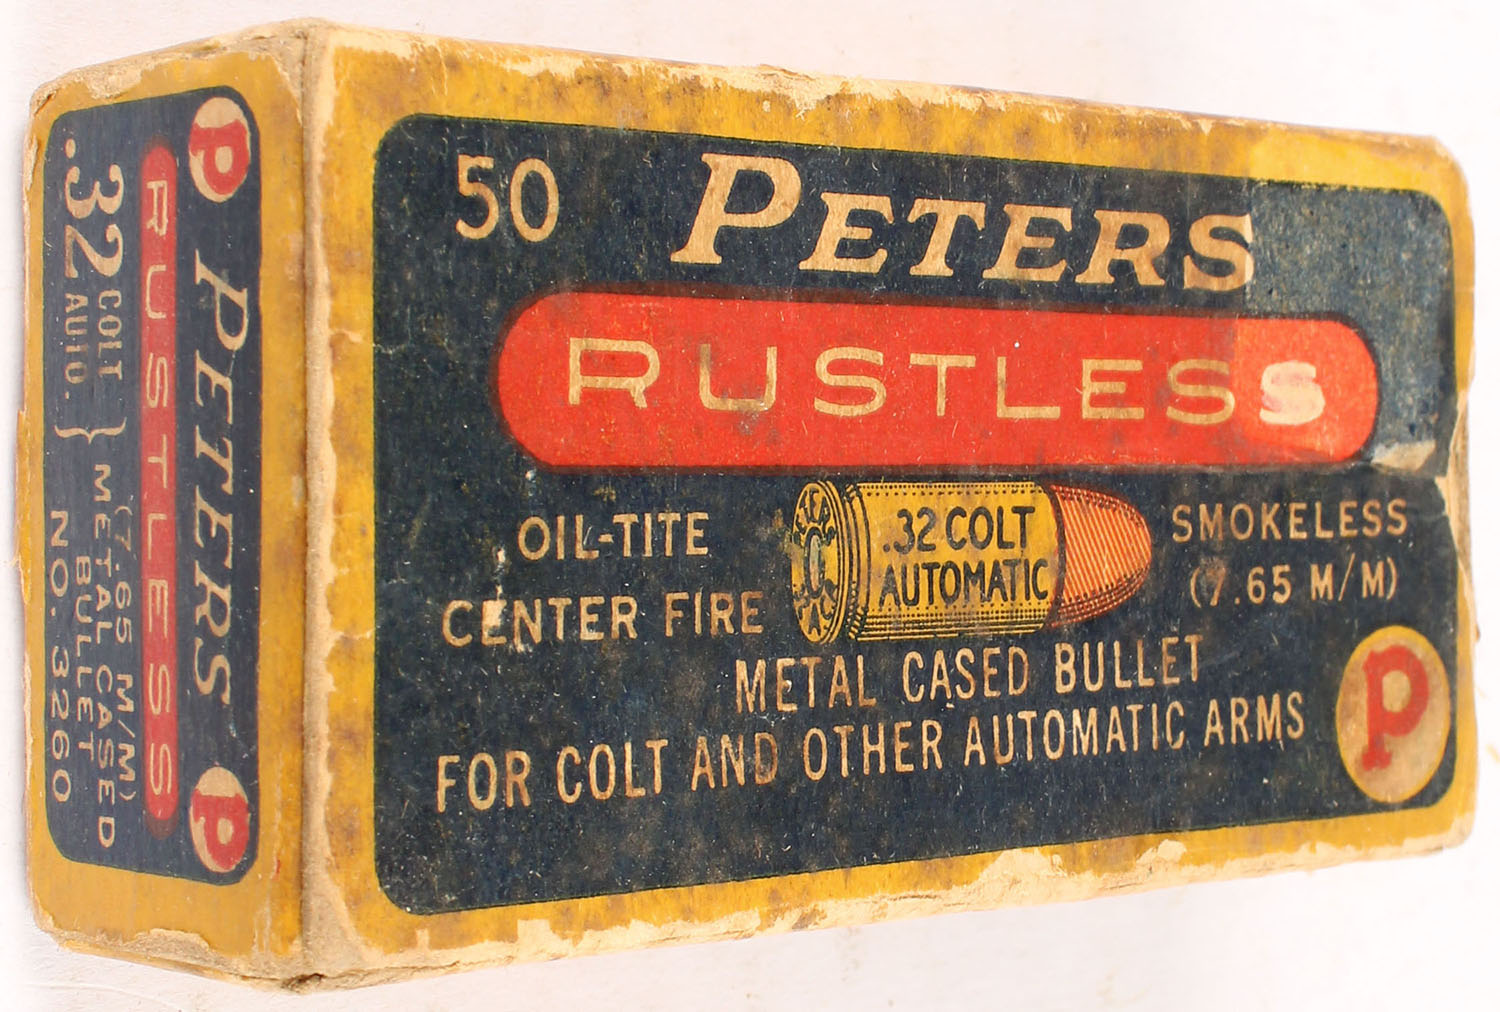 50 PETERS
RUSTLESS
OIL-TITE
CENTER FIRE
.32 COLT
AUTOMATIC
SMOKELESS
(7.65 M/M)
METAL CASED BULLET
FOR COLT AND OTHER AUTOMATIC ARMS
P
P PETERS P
RUSTLESS
.32 COLT AUTO. } (7.65 M/M)
METAL CASED
BULLET
NO. 3260